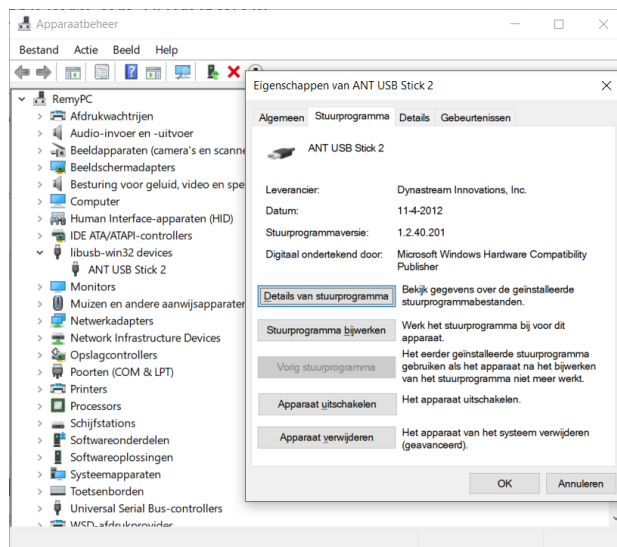 Apparaatbeheer
Bestand Actie Beeld Help
RemyPC
Afdrukwachtrijen
Audio-invoer en -uitvoer
Beeldapparaten (camera's en scanne
Beeldschermadapters
Besturing voor geluid, video en spe
Computer
Human Interface-apparaten (HID)
IDE ATA/ATAPI-controllers
libusb-win32 devices
ANT USB Stick 2
Monitors
Muizen en andere aanwijsapparater
Netwerkadapters
Network Infrastructure Devices
Opslagcontrollers
Poorten (COM & LPT)
Printers
Processors
Schijfstations
Softwareonderdelen
Softwareoplossingen
Systeemapparaten
Toetsenborden
Universal Serial Bus-controllers
WSD-afdrukprovider
Eigenschappen van ANT USB Stick 2
Algemeen Stuurprogramma Details Gebeurtenissen
ANT USB Stick 2
Leverancier: Dynastream Innovations, Inc.
Datum: 11-4-2012
Stuurprogrammaversie: 1.2.40.201
Digitaal ondertekend door: Microsoft Windows Hardware Compatibility
Publisher
Details van stuurprogramma
Bekijk gegevens over de geïnstalleerde
stuurprogrammabestanden.
Stuurprogramma bijwerken
Werk het stuurprogramma bij voor dit
apparaat.
Vorig stuurprogramma
Het eerder geïnstalleerde stuurprogramma
gebruiken als het apparaat na het bijwerken
van het stuurprogramma niet meer werkt.
Apparaat uitschakelen
Het apparaat uitschakelen.
Apparaat verwijderen
Het apparaat van het systeem verwijderen
(geavanceerd).
OK Annuleren